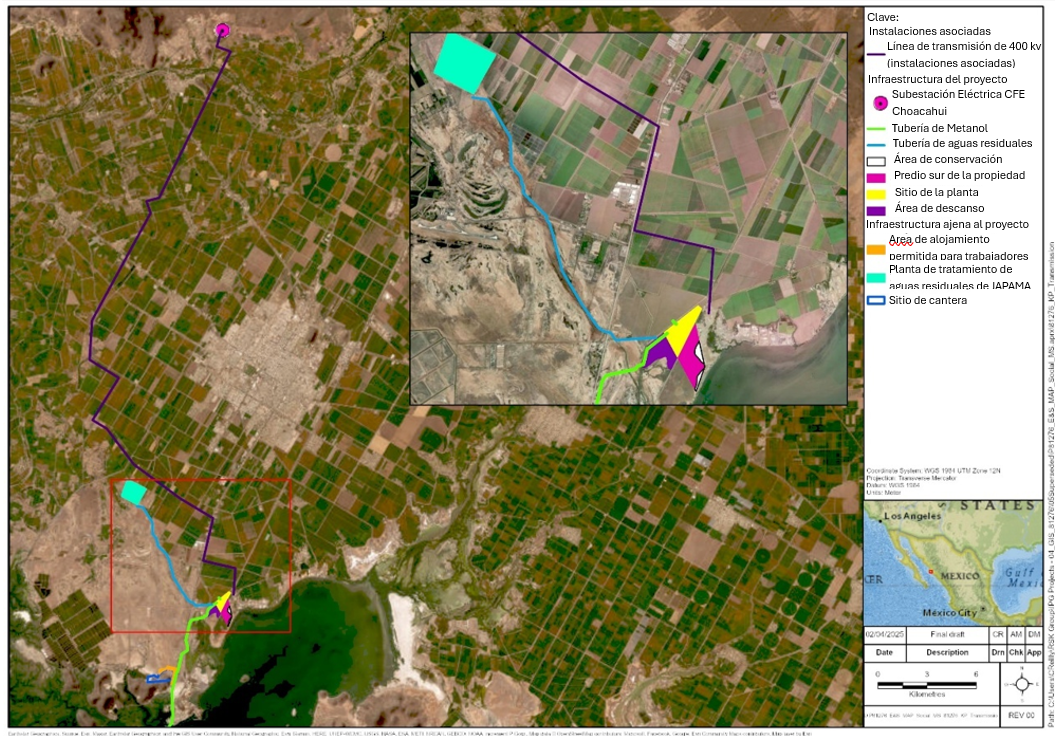 Clave:
Instalaciones asociadas
Línea de transmisión de 400 kv
(instalaciones asociadas)
Infraestructura del proyecto
Subestación Eléctrica CFE
Choacahui
Tubería de Metanol
Tubería de aguas residuales
Área de conservación
Predio sur de la propiedad
Sitio de la planta
Área de descanso
Infraestructura ajena al proyecto
Area de alojamiento
permitida para trabajadores
Planta de tratamiento de
aguas residuales de JAPAMA
Sitio de cantera
Coordinate System: WGS 1984 UTM Zone 12N
Projection: Transverse Mercator
Datum: WGS 1984
Units: Meter
STATES
Los Angeles
MEXICO
Gulf
Mexi
Mexico City
02/04/2025 Final draft CR AM DM
Date Description Drn Chk App
0 3 6
Kilometres
REV 00